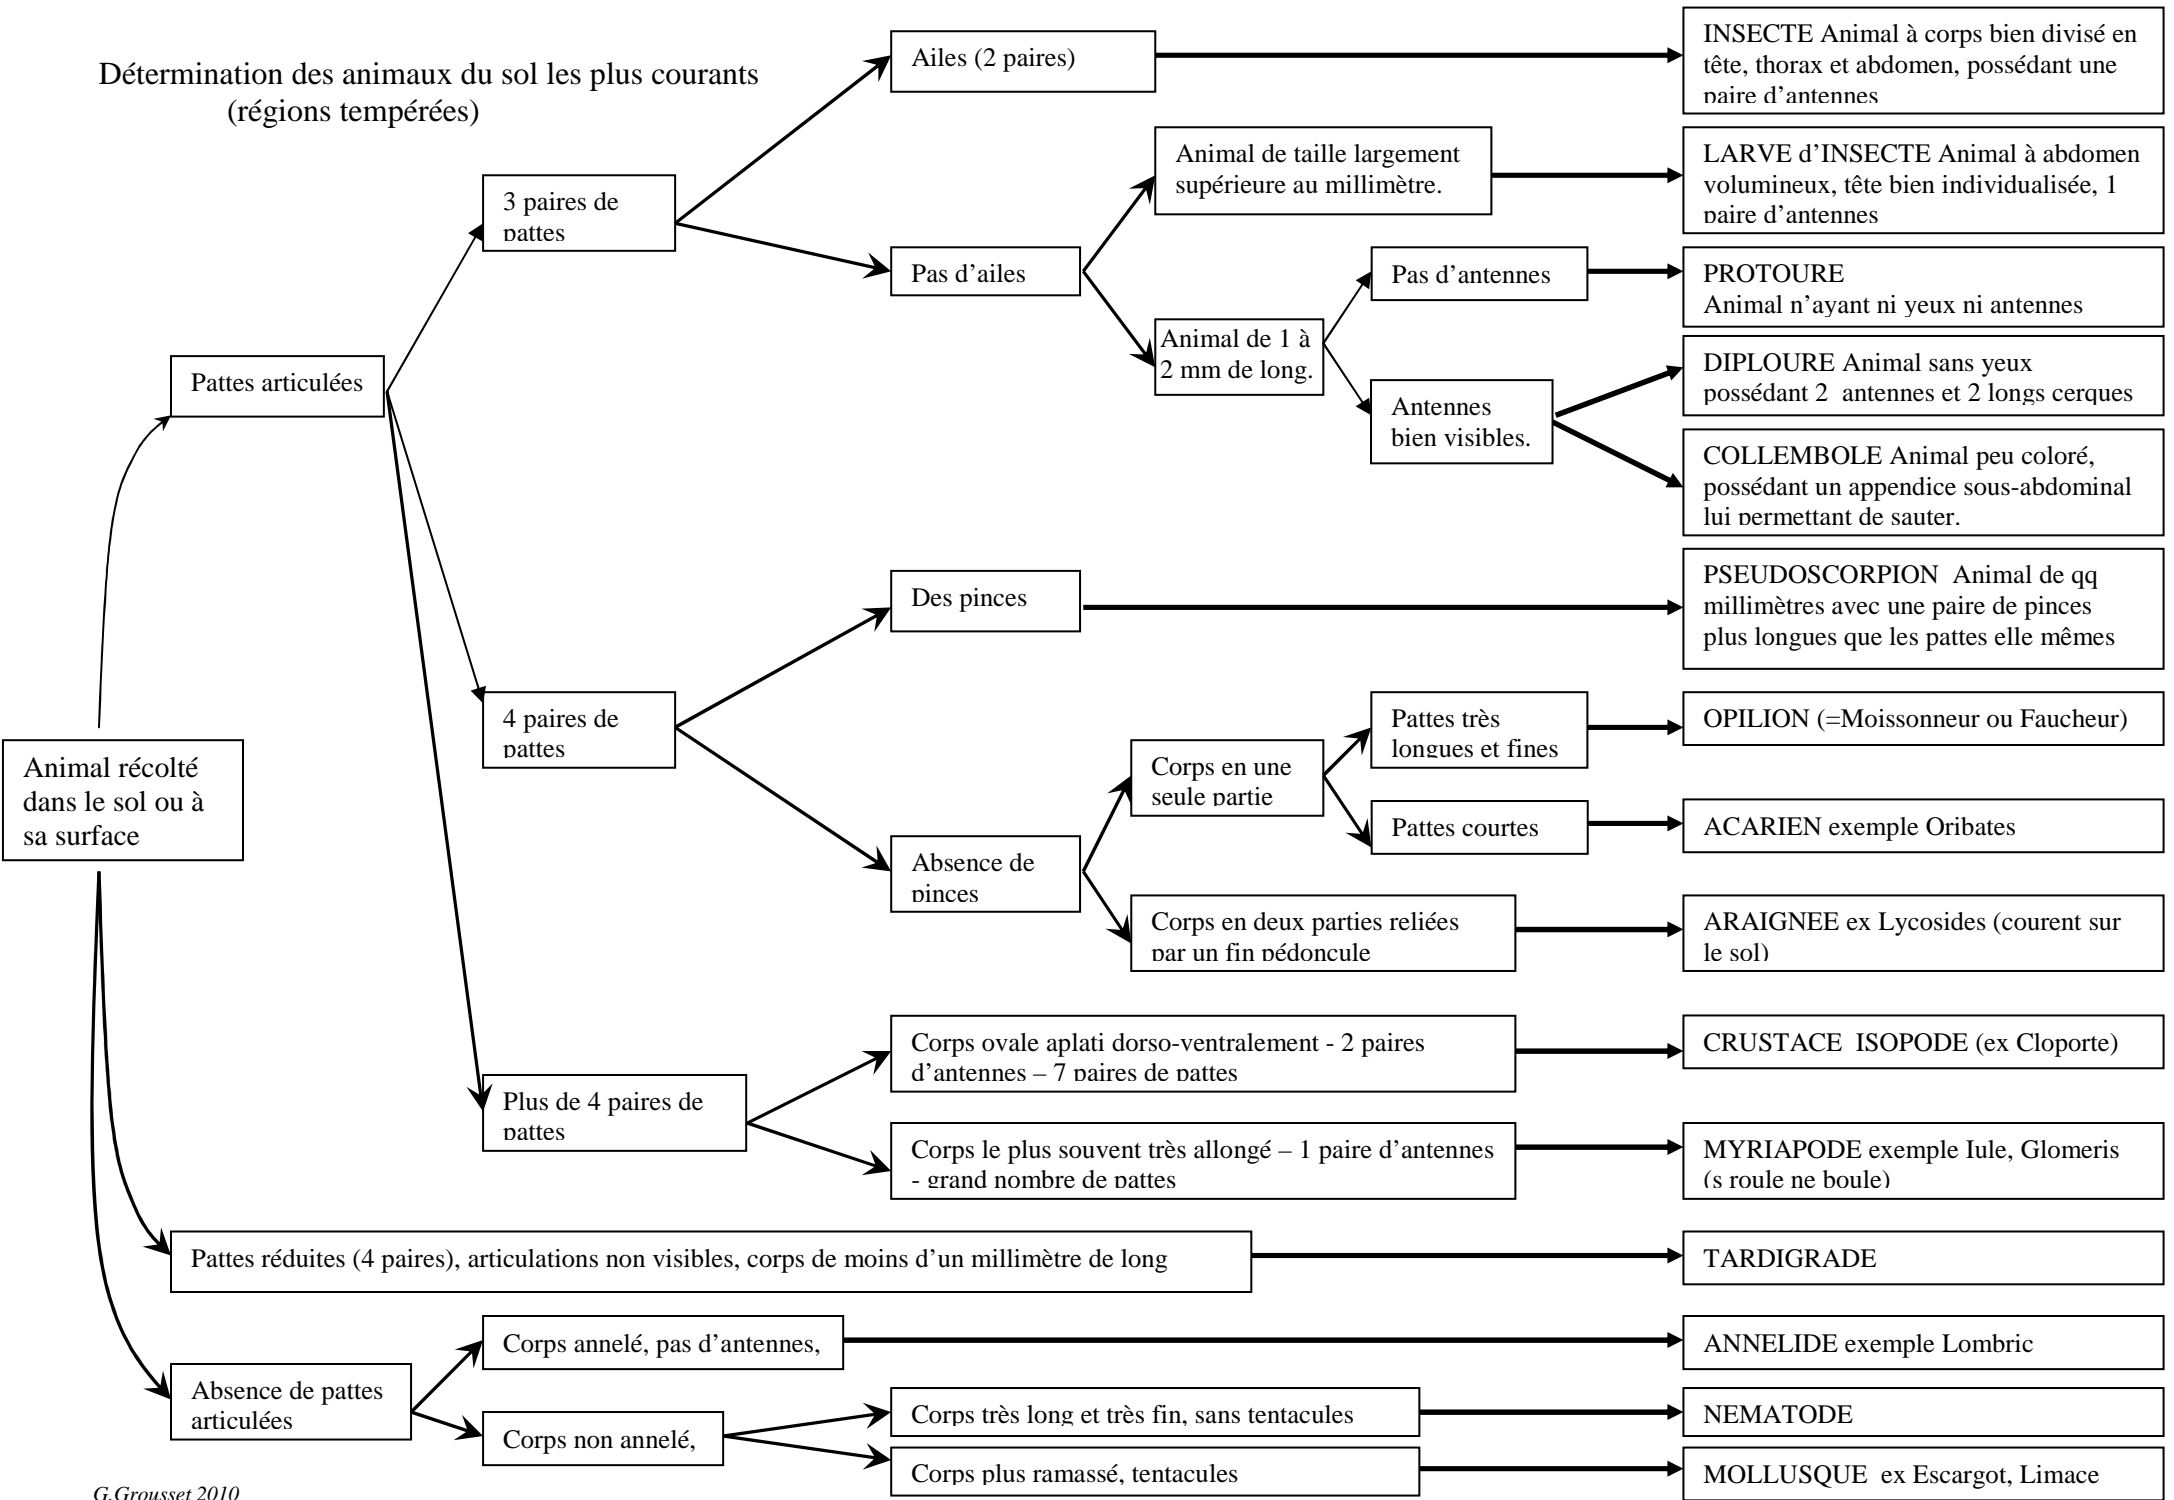 Détermination des animaux du sol les plus courants
(régions tempérées)
Animal récolté
dans le sol ou à
sa surface
Pattes articulées
3 paires de
pattes
Ailes (2 paires)
INSECTE Animal à corps bien divisé en
tête, thorax et abdomen, possédant une
paire d’antennes
Pas d’ailes
Animal de taille largement
supérieure au millimètre.
LARVE d’INSECTE Animal à abdomen
volumineux, tête bien individualisée, 1
paire d’antennes
Animal de 1 à
2 mm de long.
Pas d’antennes
PROTOURE
Animal n’ayant ni yeux ni antennes
Antennes
bien visibles.
DIPLOURE Animal sans yeux
possédant 2 antennes et 2 longs cerques
COLLEMBOLE Animal peu coloré,
possédant un appendice sous-abdominal
lui permettant de sauter.
4 paires de
pattes
Des pinces
PSEUDOSCORPION Animal de qq
millimètres avec une paire de pinces
plus longues que les pattes elle mêmes
Absence de
pinces
Corps en une
seule partie
Pattes très
longues et fines
OPILION (=Moissonneur ou Faucheur)
Pattes courtes
ACARIEN exemple Oribates
Corps en deux parties reliées
par un fin pédoncule
ARAIGNEE ex Lycosides (courent sur
le sol)
Plus de 4 paires de
pattes
Corps ovale aplati dorso-ventralement - 2 paires
d’antennes – 7 paires de pattes
CRUSTACE ISOPODE (ex Cloporte)
Corps le plus souvent très allongé – 1 paire d’antennes
- grand nombre de pattes
MYRIAPODE exemple Iule, Glomeris
(s roule ne boule)
Pattes réduites (4 paires), articulations non visibles, corps de moins d’un millimètre de long
TARDIGRADE
Absence de pattes
articulées
Corps annelé, pas d’antennes,
ANNELIDE exemple Lombric
Corps non annelé,
Corps très long et très fin, sans tentacules
NEMATODE
Corps plus ramassé, tentacules
MOLLUSQUE ex Escargot, Limace
G.Grousset 2010